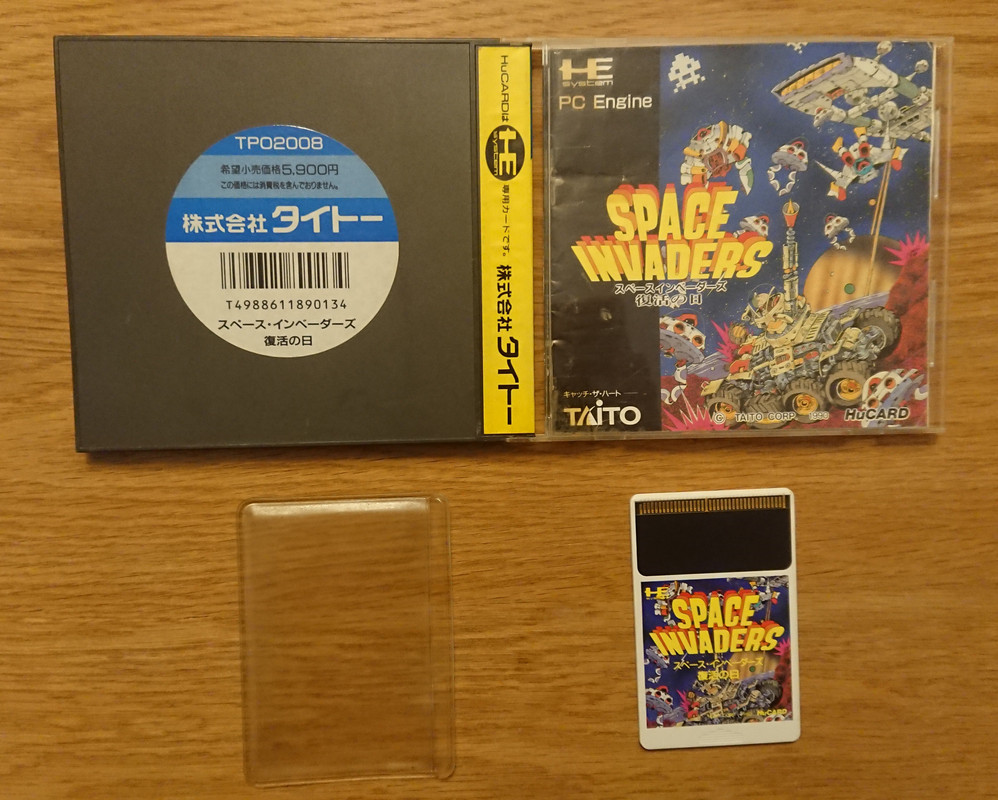 TP02008
希望小売価格5,900円
この価格には消費税を含んでおりません。
株式会社 タイトー
T4988611890134
スペース・インベーダーズ
復活の日
HuCARDは HE system 専用カードです。 株式会社 タイトー
HE
system
PC Engine
SPACE
INVADERS
スペースインベーダーズ
復活の日
キャッチ・ザ・ハート
TAITO
© TAITO CORP. 1990
HuCARD
HE
SPACE
INVADERS
スペース・インベーダーズ
復活の日
HuCARD